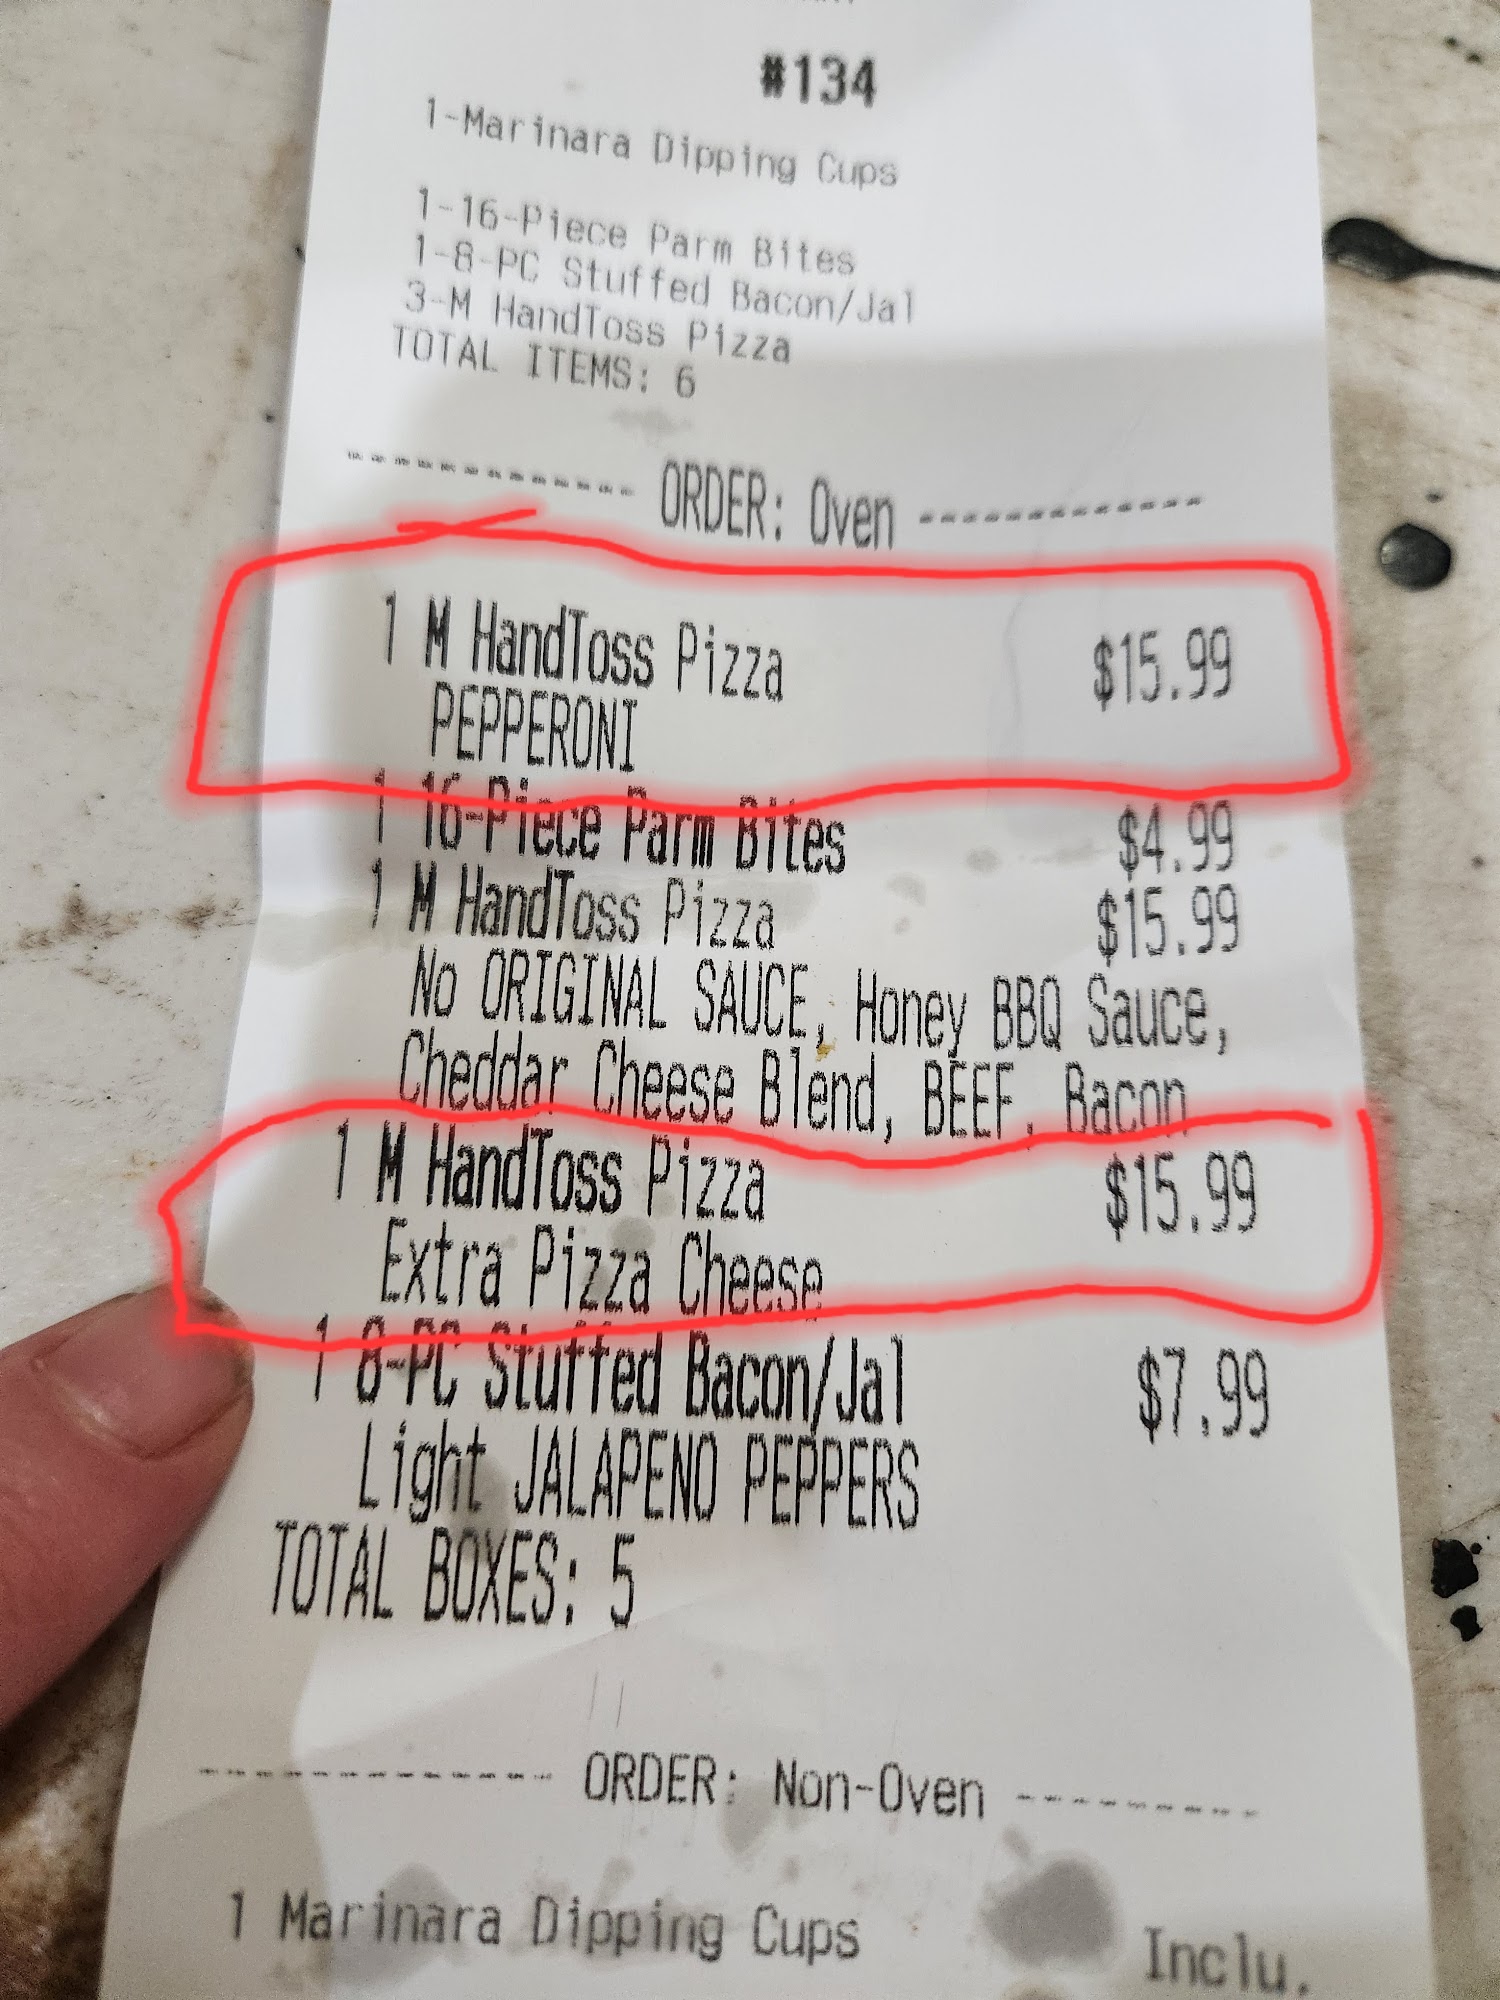 #134
1-Marinara Dipping Cups
1-16-Piece Parm Bites
1-8-PC Stuffed Bacon/Jal
3-M HandToss Pizza
TOTAL ITEMS: 6
------------- ORDER: Oven -------------
1 M HandToss Pizza $15.99
PEPPERONI
1 16-Piece Parm Bites $4.99
1 M HandToss Pizza $15.99
No ORIGINAL SAUCE, Honey BBQ Sauce,
Cheddar Cheese Blend, BEEF, Bacon
1 M HandToss Pizza $15.99
Extra Pizza Cheese
1 8-PC Stuffed Bacon/Jal $7.99
Light JALAPENO PEPPERS
TOTAL BOXES: 5
------------- ORDER: Non-Oven ----------
1 Marinara Dipping Cups Inclu.